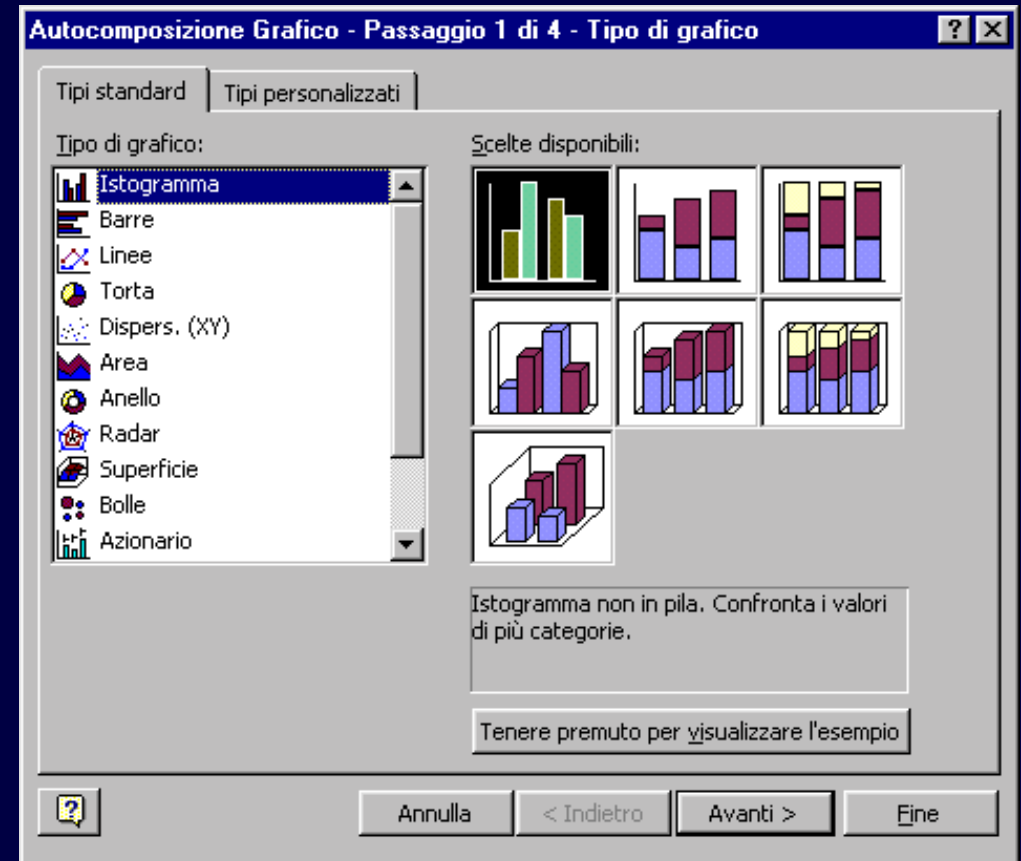 Autocomposizione Grafico - Passaggio 1 di 4 - Tipo di grafico
Tipi standard
Tipi personalizzati
Tipo di grafico:
Istogramma
Barre
Linee
Torta
Dispers. (XY)
Area
Anello
Radar
Superficie
Bolle
Azionario
Scelte disponibili:
Istogramma non in pila. Confronta i valori
di più categorie.
Tenere premuto per visualizzare l'esempio
Annulla
< Indietro
Avanti >
Fine